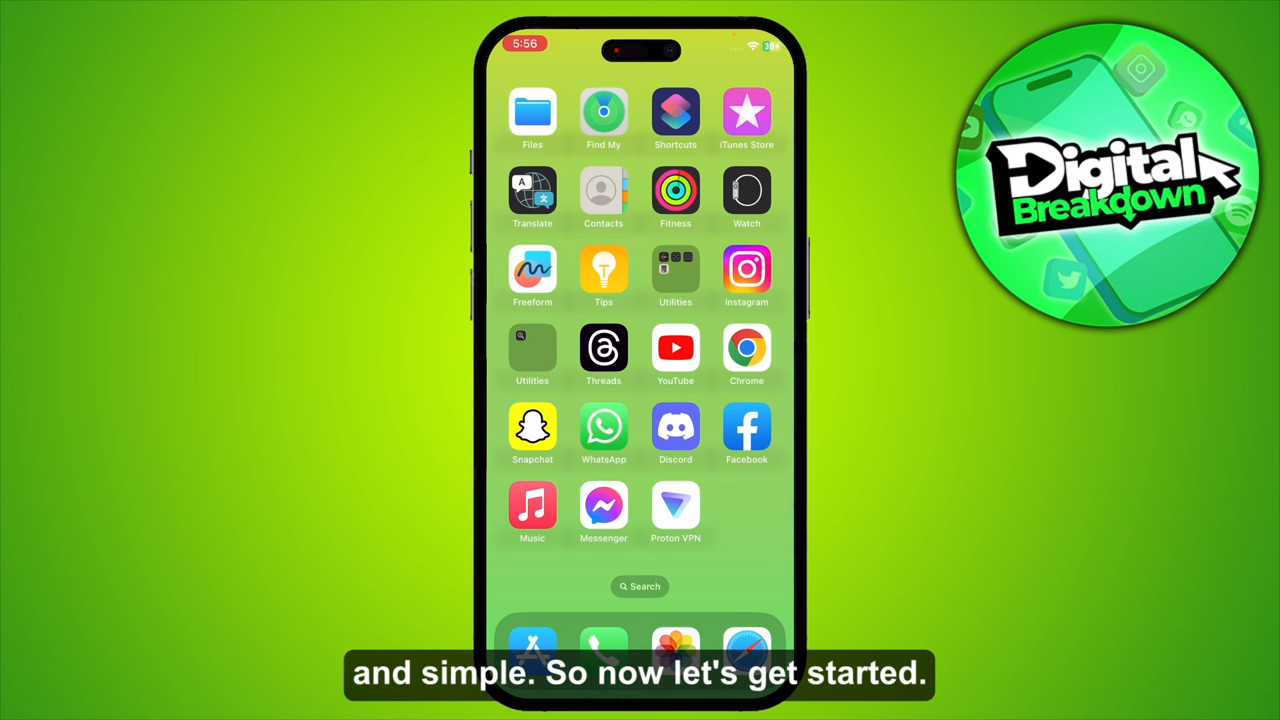 5:56
Files
Find My
Shortcuts
iTunes Store
Translate
Contacts
Fitness
Watch
Freeform
Tips
Utilities
Instagram
Utilities
Threads
YouTube
Chrome
Snapchat
WhatsApp
Discord
Facebook
Music
Messenger
Proton VPN
Search
Digital
Breakdown
and simple. So now let's get started.